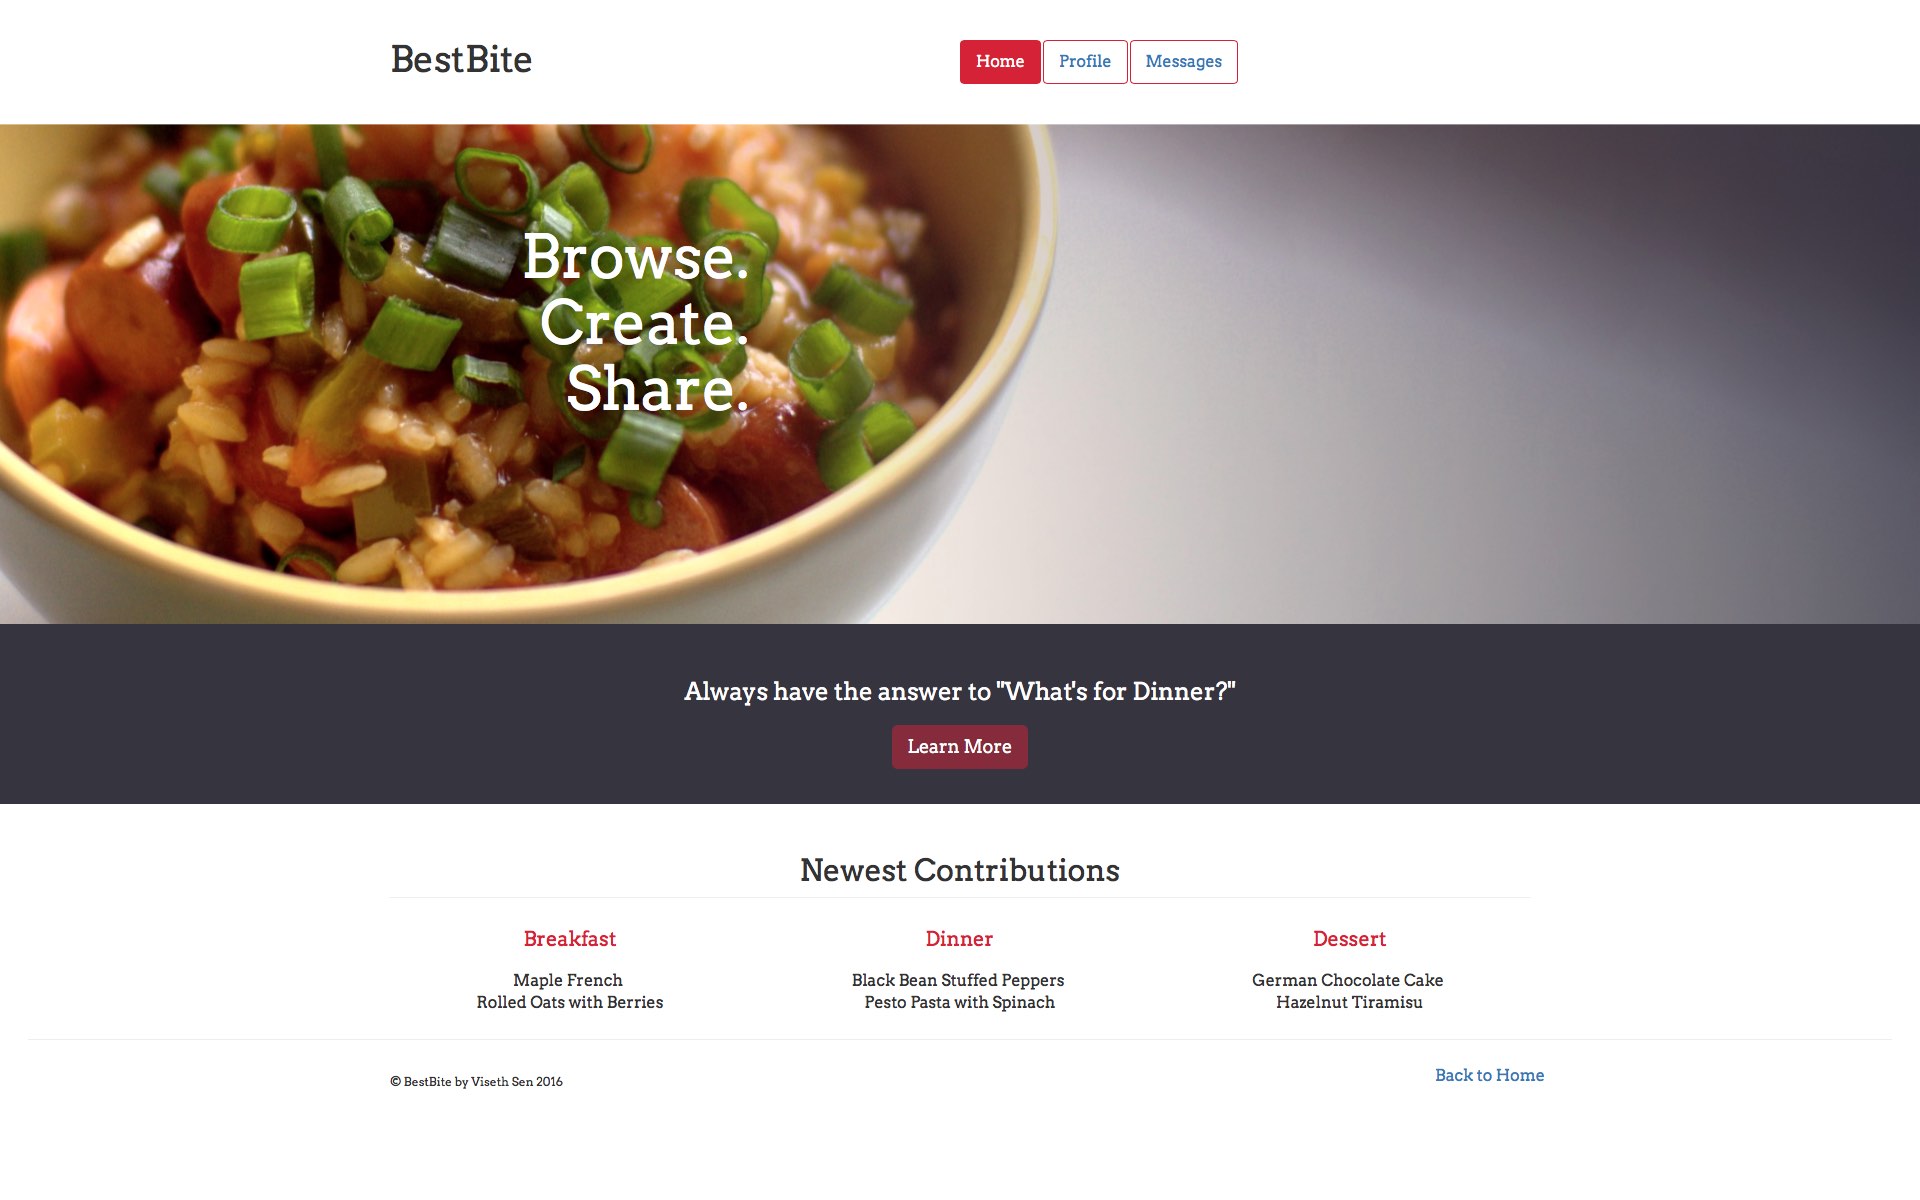 BestBite
Home Profile Messages
Browse.
Create.
Share.
Always have the answer to "What's for Dinner?"
Learn More
Newest Contributions
Breakfast
Maple French
Rolled Oats with Berries
Dinner
Black Bean Stuffed Peppers
Pesto Pasta with Spinach
Dessert
German Chocolate Cake
Hazelnut Tiramisu
© BestBite by Viseth Sen 2016
Back to Home